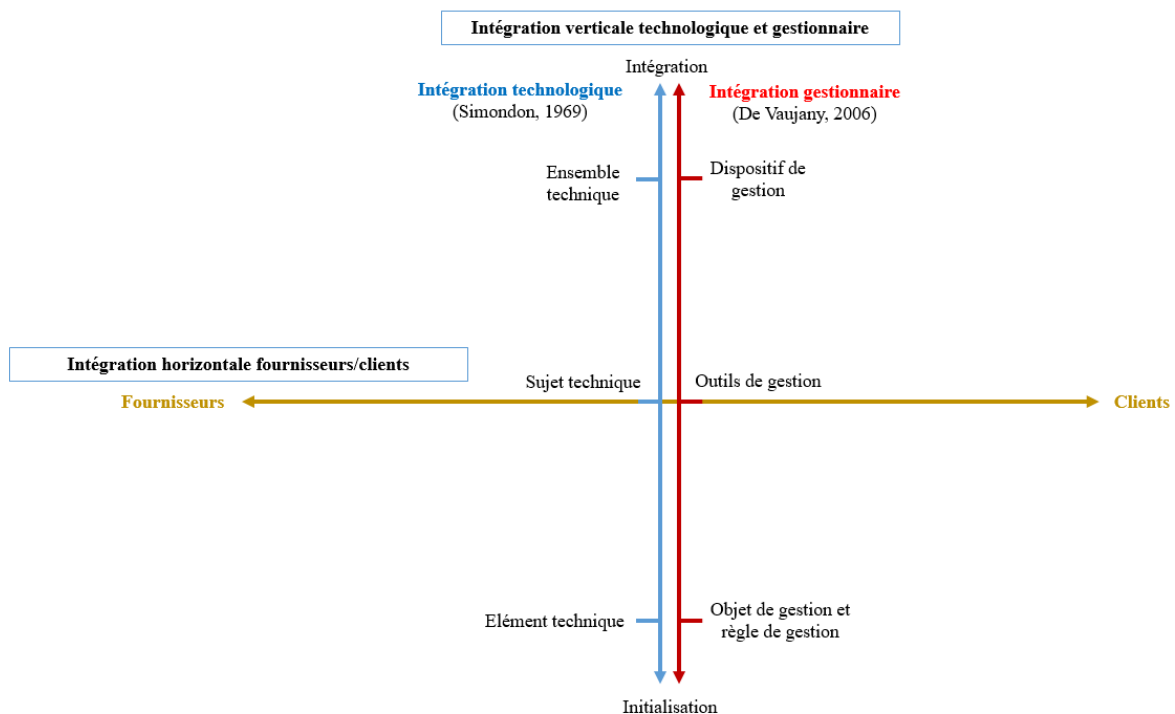 Intégration verticale technologique et gestionnaire
Intégration
Intégration technologique
(Simondon, 1969)
Intégration gestionnaire
(De Vaujany, 2006)
Ensemble
technique
Dispositif de
gestion
Intégration horizontale fournisseurs/clients
Sujet technique
Outils de gestion
Fournisseurs
Clients
Elément technique
Objet de gestion et
règle de gestion
Initialisation